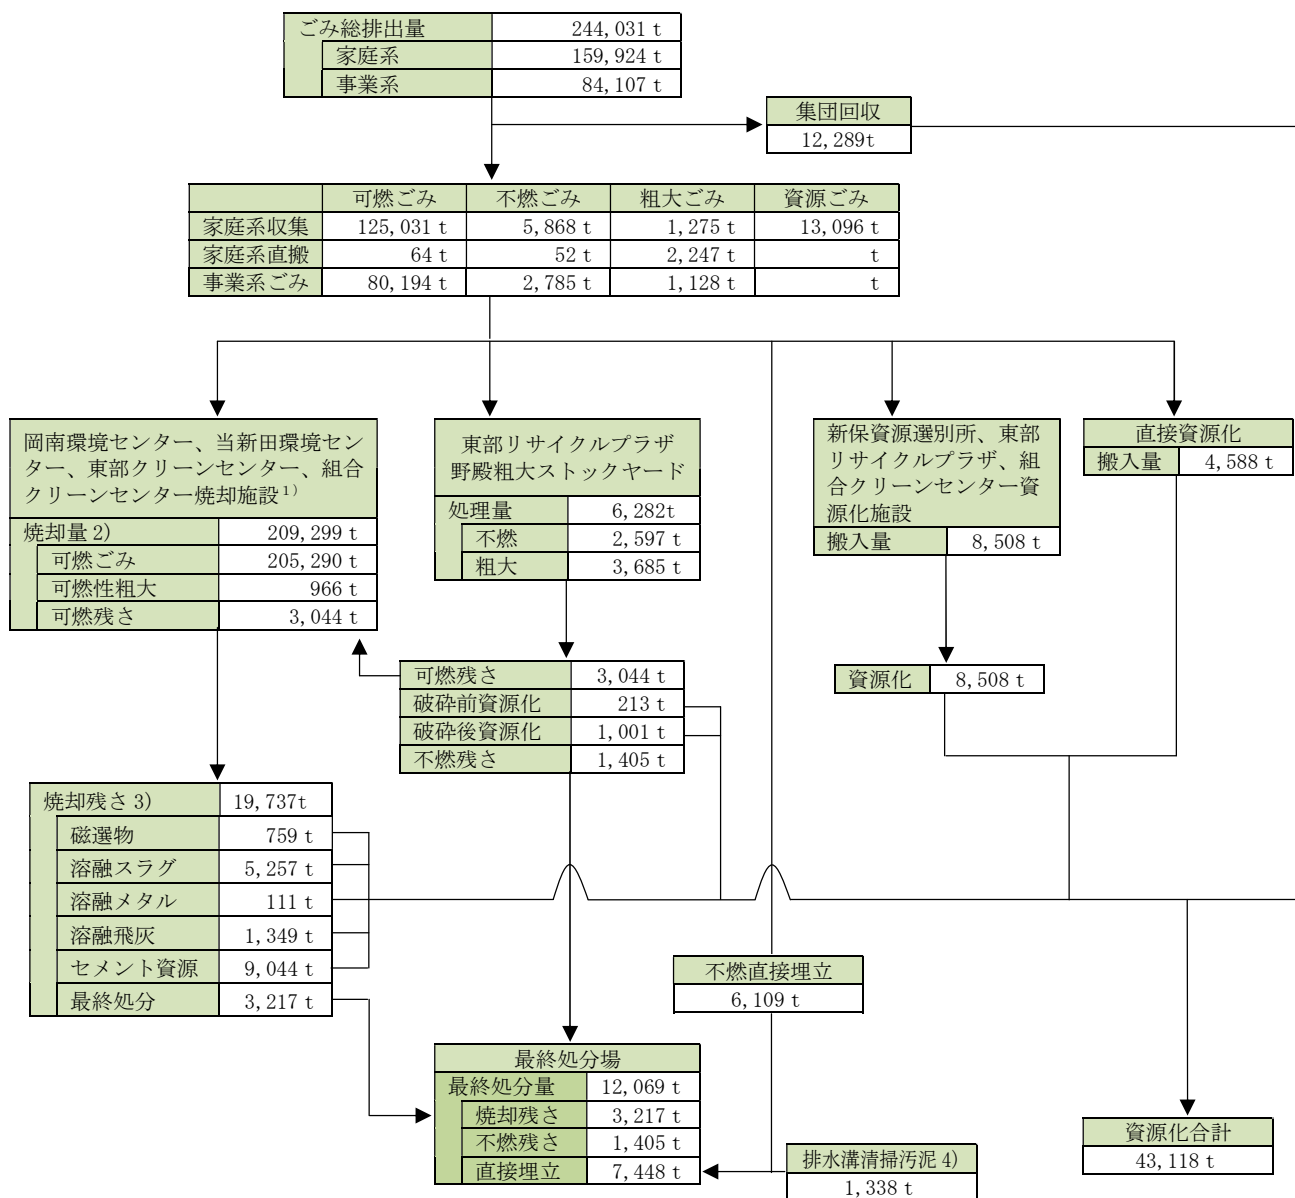 ごみ総排出量 244,031 t
家庭系 159,924 t
事業系 84,107 t
集団回収
12,289t
可燃ごみ 不燃ごみ 粗大ごみ 資源ごみ
家庭系収集 125,031 t 5,868 t 1,275 t 13,096 t
家庭系直搬 64 t 52 t 2,247 t t
事業系ごみ 80,194 t 2,785 t 1,128 t t
岡南環境センター、当新田環境セン
ター、東部クリーンセンター、組合
クリーンセンター焼却施設1)
焼却量 2) 209,299 t
可燃ごみ 205,290 t
可燃性粗大 966 t
可燃残さ 3,044 t
東部リサイクルプラザ
野殿粗大ストックヤード
処理量 6,282t
不燃 2,597 t
粗大 3,685 t
新保資源選別所、東部
リサイクルプラザ、組
合クリーンセンター資
源化施設
搬入量 8,508 t
直接資源化
搬入量 4,588 t
可燃残さ 3,044 t
破砕前資源化 213 t
破砕後資源化 1,001 t
不燃残さ 1,405 t
資源化 8,508 t
焼却残さ 3) 19,737t
磁選物 759 t
溶融スラグ 5,257 t
溶融メタル 111 t
溶融飛灰 1,349 t
セメント資源 9,044 t
最終処分 3,217 t
不燃直接埋立
6,109 t
最終処分場
最終処分量 12,069 t
焼却残さ 3,217 t
不燃残さ 1,405 t
直接埋立 7,448 t
排水溝清掃汚泥 4)
1,338 t
資源化合計
43,118 t